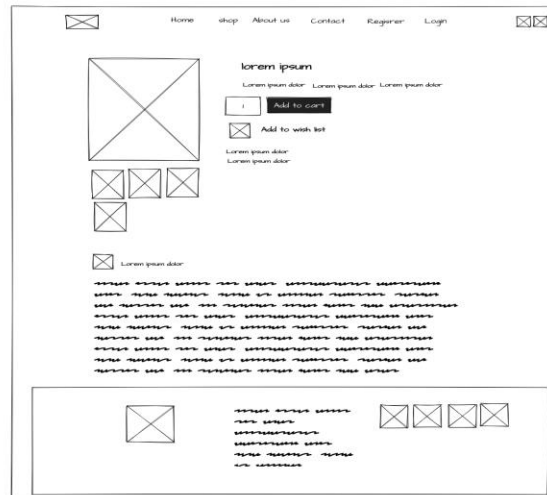 Home shop About us Contact Regisrer Login
lorem ipsum
Lorem ipsum dolor Lorem ipsum dolor Lorem ipsum dolor
1 Add to cart
Add to wish list
Lorem ipsum dolor
Lorem ipsum dolor
Lorem ipsum dolor